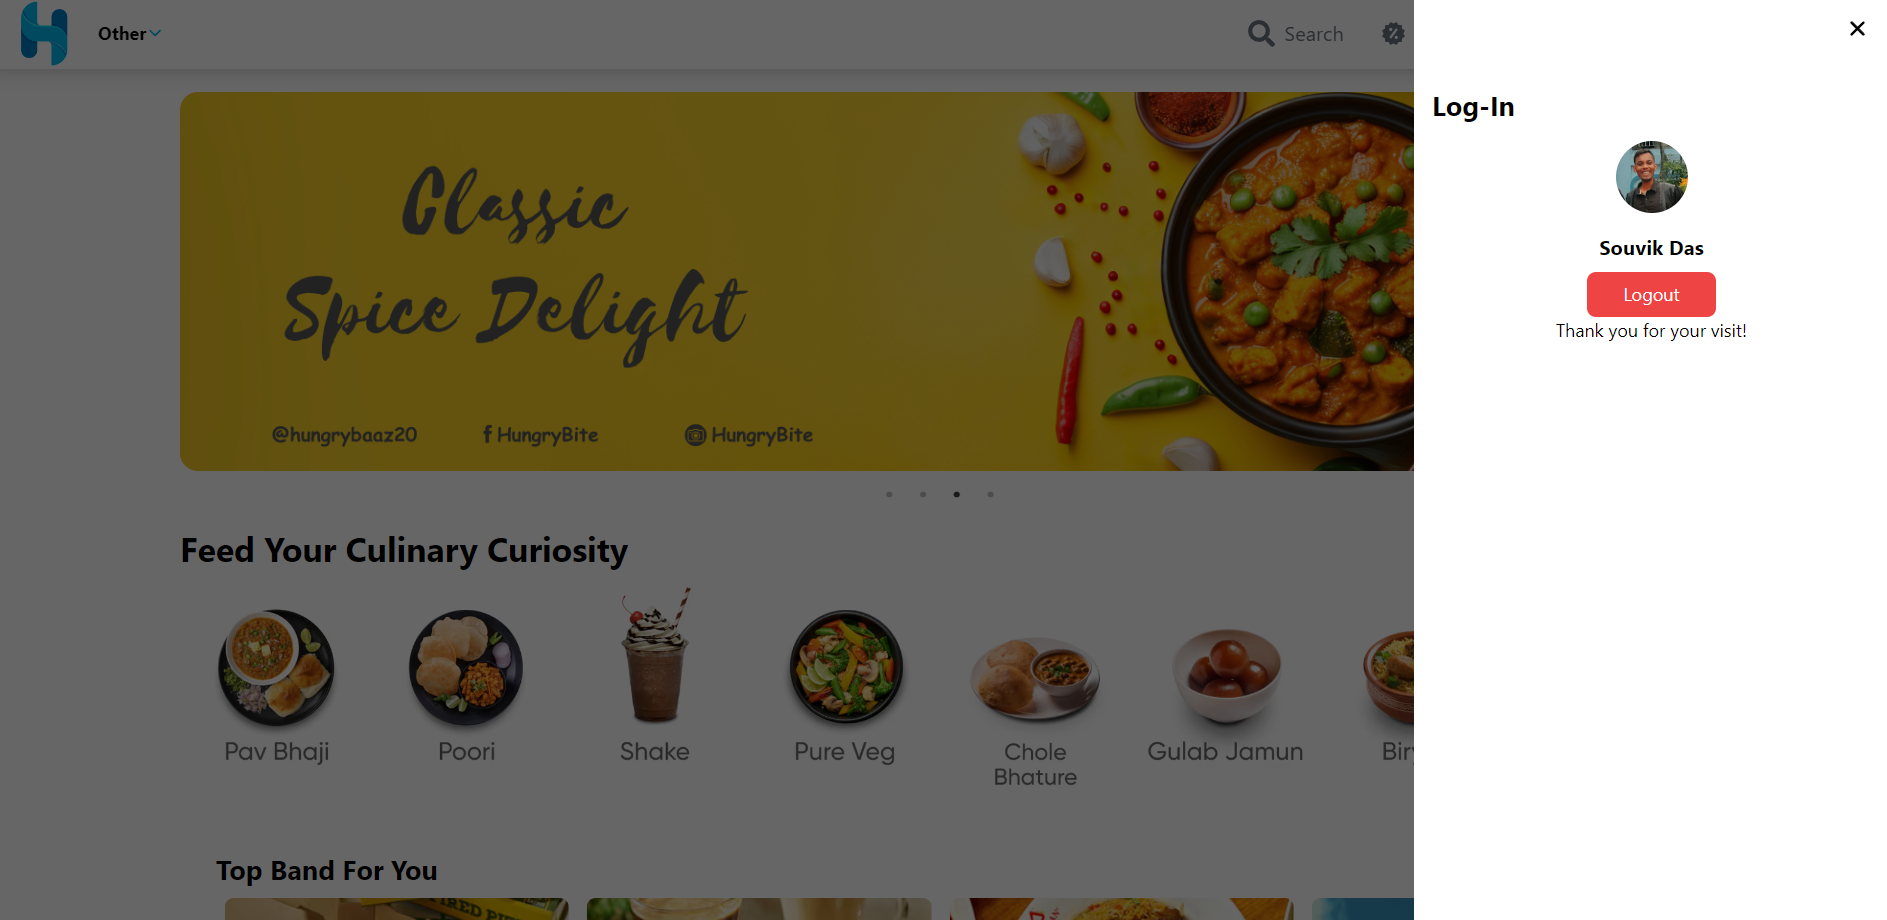 Other
Search
Log-In
Souvik Das
Logout
Thank you for your visit!
Classic
Spice Delight
@hungrybaaz20
HungryBite
HungryBite
Feed Your Culinary Curiosity
Pav Bhaji
Poori
Shake
Pure Veg
Chole
Bhature
Gulab Jamun
Top Band For You